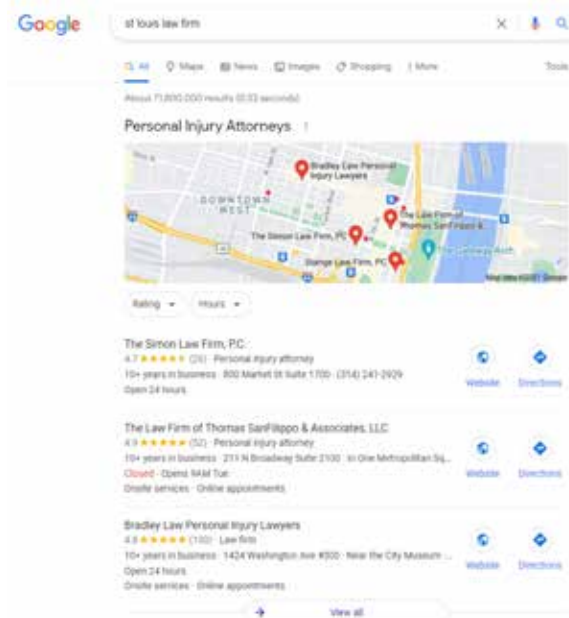 Google
st louis law firm
All Maps News Images Shopping More Tools
About 71,800,000 results (0.53 seconds)
Personal Injury Attorneys
Bradley Law Personal
Injury Lawyers
DOWNTOWN
WEST
The Law Firm of
Thomas SanFilippo &
The Simon Law Firm, PC
The Gateway Arch
Stange Law Firm, PC
Map data ©2021 Google
Rating Hours
The Simon Law Firm, P.C.
4.7 (26) · Personal injury attorney
10+ years in business · 800 Market St Suite 1700 · (314) 241-2929
Open 24 hours
Website Directions
The Law Firm of Thomas SanFilippo & Associates, LLC
4.9 (52) · Personal injury attorney
10+ years in business · 211 N Broadway Suite 2100 · In One Metropolitan Sq...
Closed · Opens 9AM Tue
Onsite services · Online appointments
Website Directions
Bradley Law Personal Injury Lawyers
4.8 · Law firm
10+ years in business · 1424 Washington Ave #300 · Near the City Museum ...
Open 24 hours
Onsite services · Online appointments
Website Directions
View all